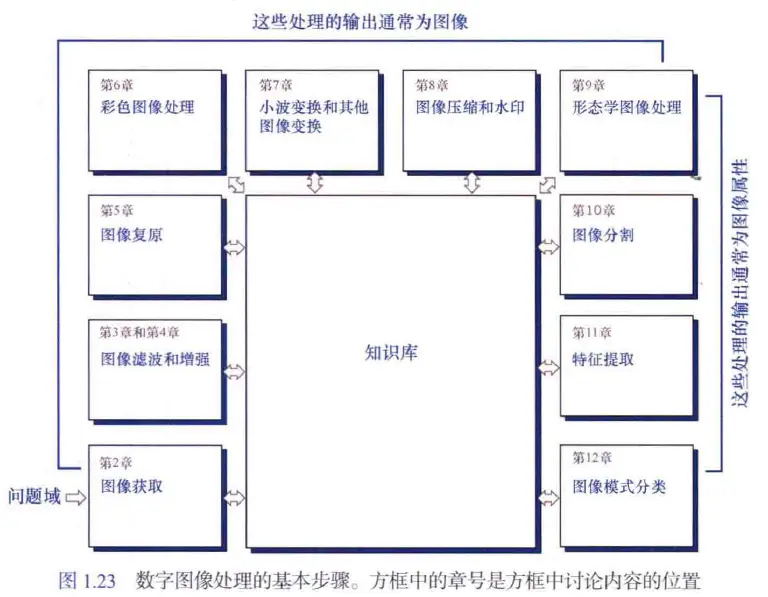 这些处理的输出通常为图像
第6章
彩色图像处理
第7章
小波变换和其他
图像变换
第8章
图像压缩和水印
第9章
形态学图像处理
第5章
图像复原
第10章
图像分割
第3章和第4章
图像滤波和增强
知识库
第11章
特征提取
这些处理的输出通常为图像属性
第2章
图像获取
第12章
图像模式分类
问题域
图 1.23 数字图像处理的基本步骤。方框中的章号是方框中讨论内容的位置